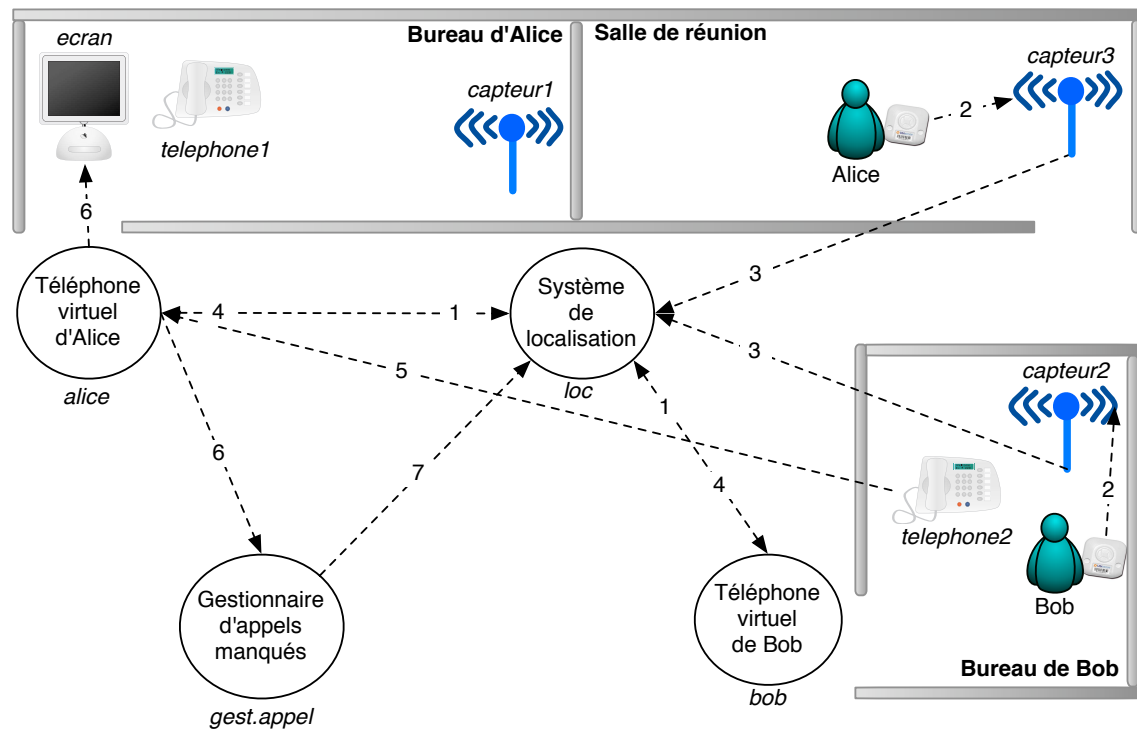 ecran
Bureau d'Alice
Salle de réunion
capteur3
capteur1
2
telephone1
Alice
6
3
Téléphone
virtuel
d'Alice
4
1
Système
de
localisation
3
alice
5
loc
capteur2
1
6
7
4
2
telephone2
Gestionnaire
d'appels
manqués
Téléphone
virtuel
de Bob
Bob
Bureau de Bob
gest.appel
bob